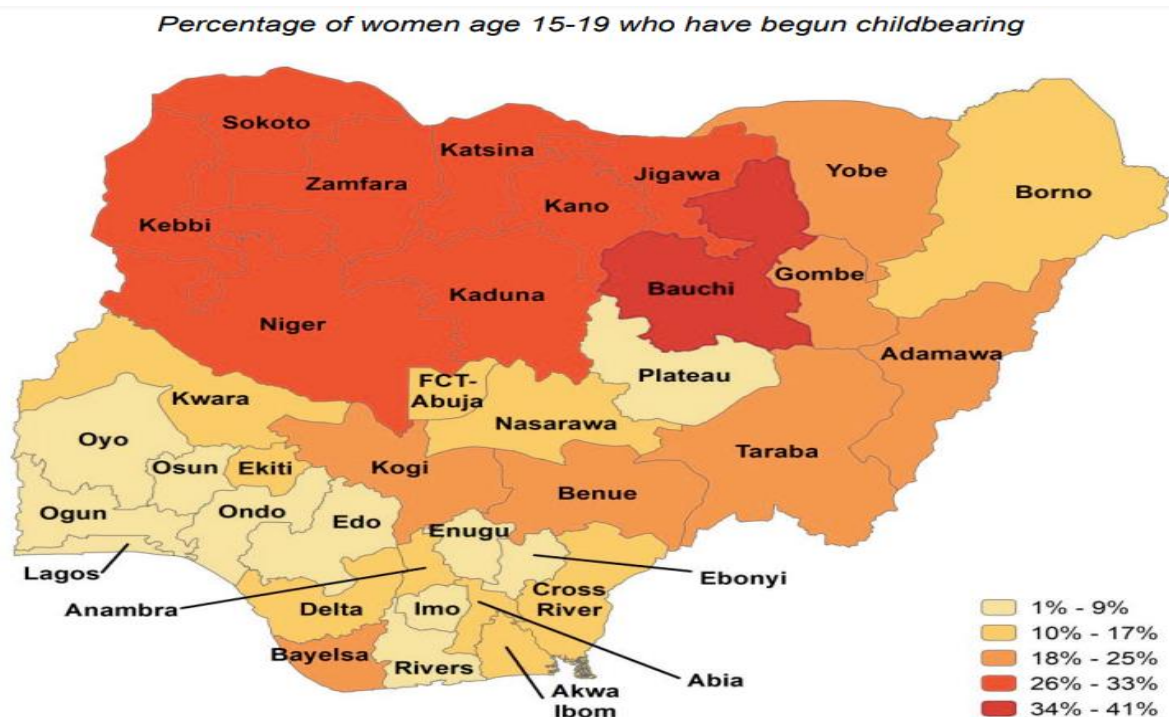 Percentage of women age 15-19 who have begun childbearing
Sokoto
Katsina
Jigawa
Yobe
Zamfara
Borno
Kano
Kebbi
Bauchi
Gombe
Kaduna
Niger
Adamawa
FCT-
Abuja
Plateau
Kwara
Nasarawa
Oyo
Taraba
Osun
Ekiti
Kogi
Benue
Ogun
Ondo
Edo
Enugu
Lagos
Ebonyi
Anambra
Delta
Imo
Cross
River
Bayelsa
Rivers
Abia
Akwa
Ibom
1% - 9%
10% - 17%
18% - 25%
26% - 33%
34% - 41%